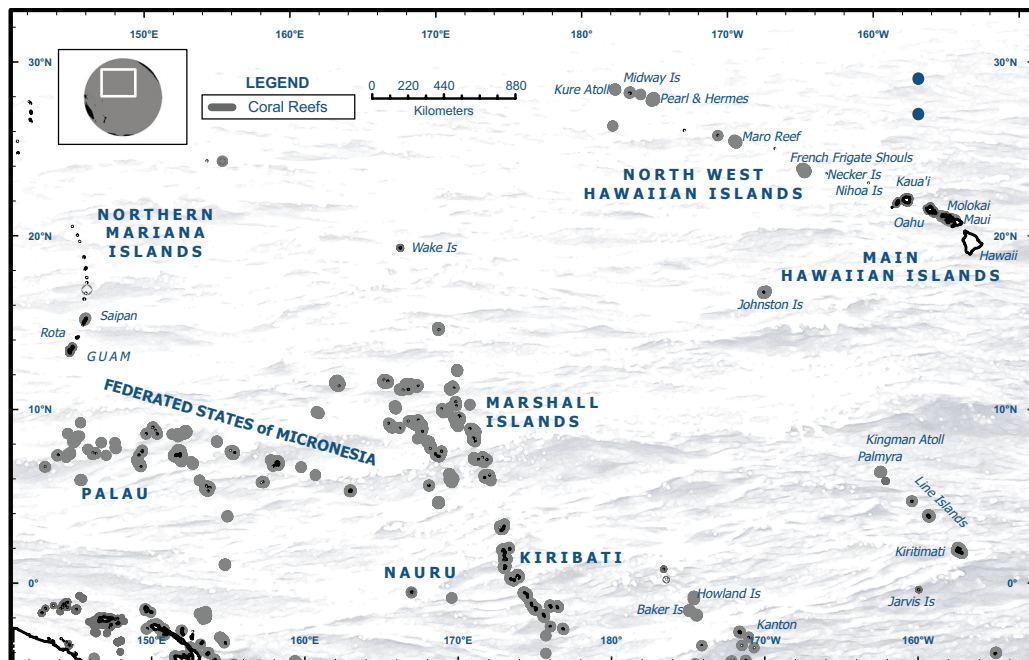 150°E
160°E
170°E
180°
170°W
160°W
30°N
30°N
LEGEND
Coral Reefs
0 220 440 880
Kilometers
Midway Is
Kure Atoll
Pearl & Hermes
Maro Reef
French Frigate Shouls
Necker Is
Nihoa Is
Kaua'i
NORTH WEST
HAWAIIAN ISLANDS
Molokai
Maui
Oahu
Hawaii
NORTHERN
MARIANA
ISLANDS
20°N
20°N
Wake Is
MAIN
HAWAIIAN ISLANDS
Johnston Is
Saipan
Rota
GUAM
FEDERATED STATES of MICRONESIA
MARSHALL
ISLANDS
10°N
10°N
Kingman Atoll
Palmyra
PALAU
Line Islands
KIRIBATI
Kiritimati
NAURU
0°
0°
Howland Is
Baker Is
Jarvis Is
Kanton
150°E
160°E
170°E
180°
170°W
160°W